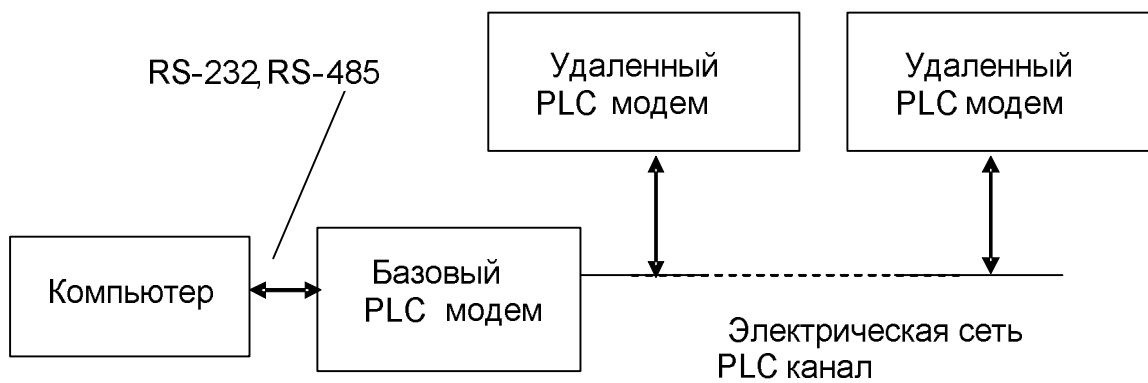 RS-232, RS-485
Удаленный
PLC модем
Удаленный
PLC модем
Компьютер
Базовый
PLC модем
Электрическая сеть
PLC канал